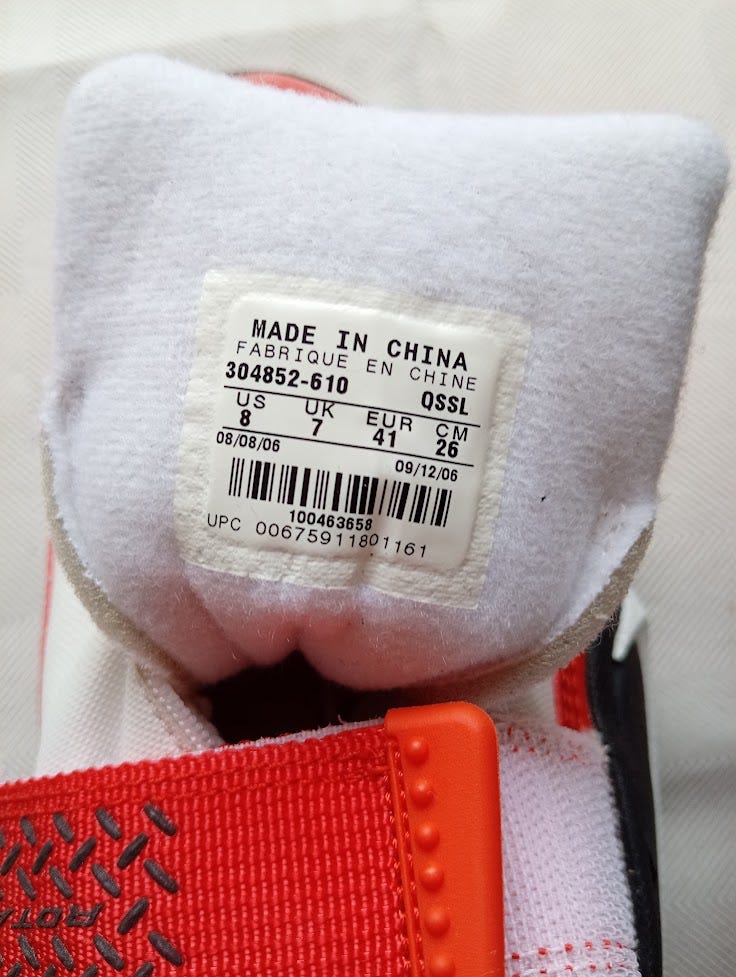 MADE IN CHINA
FABRIQUE EN CHINE
304852-610 QSSL
US UK EUR CM
8 7 41 26
08/08/06 09/12/06
100463658
UPC 00675911801161